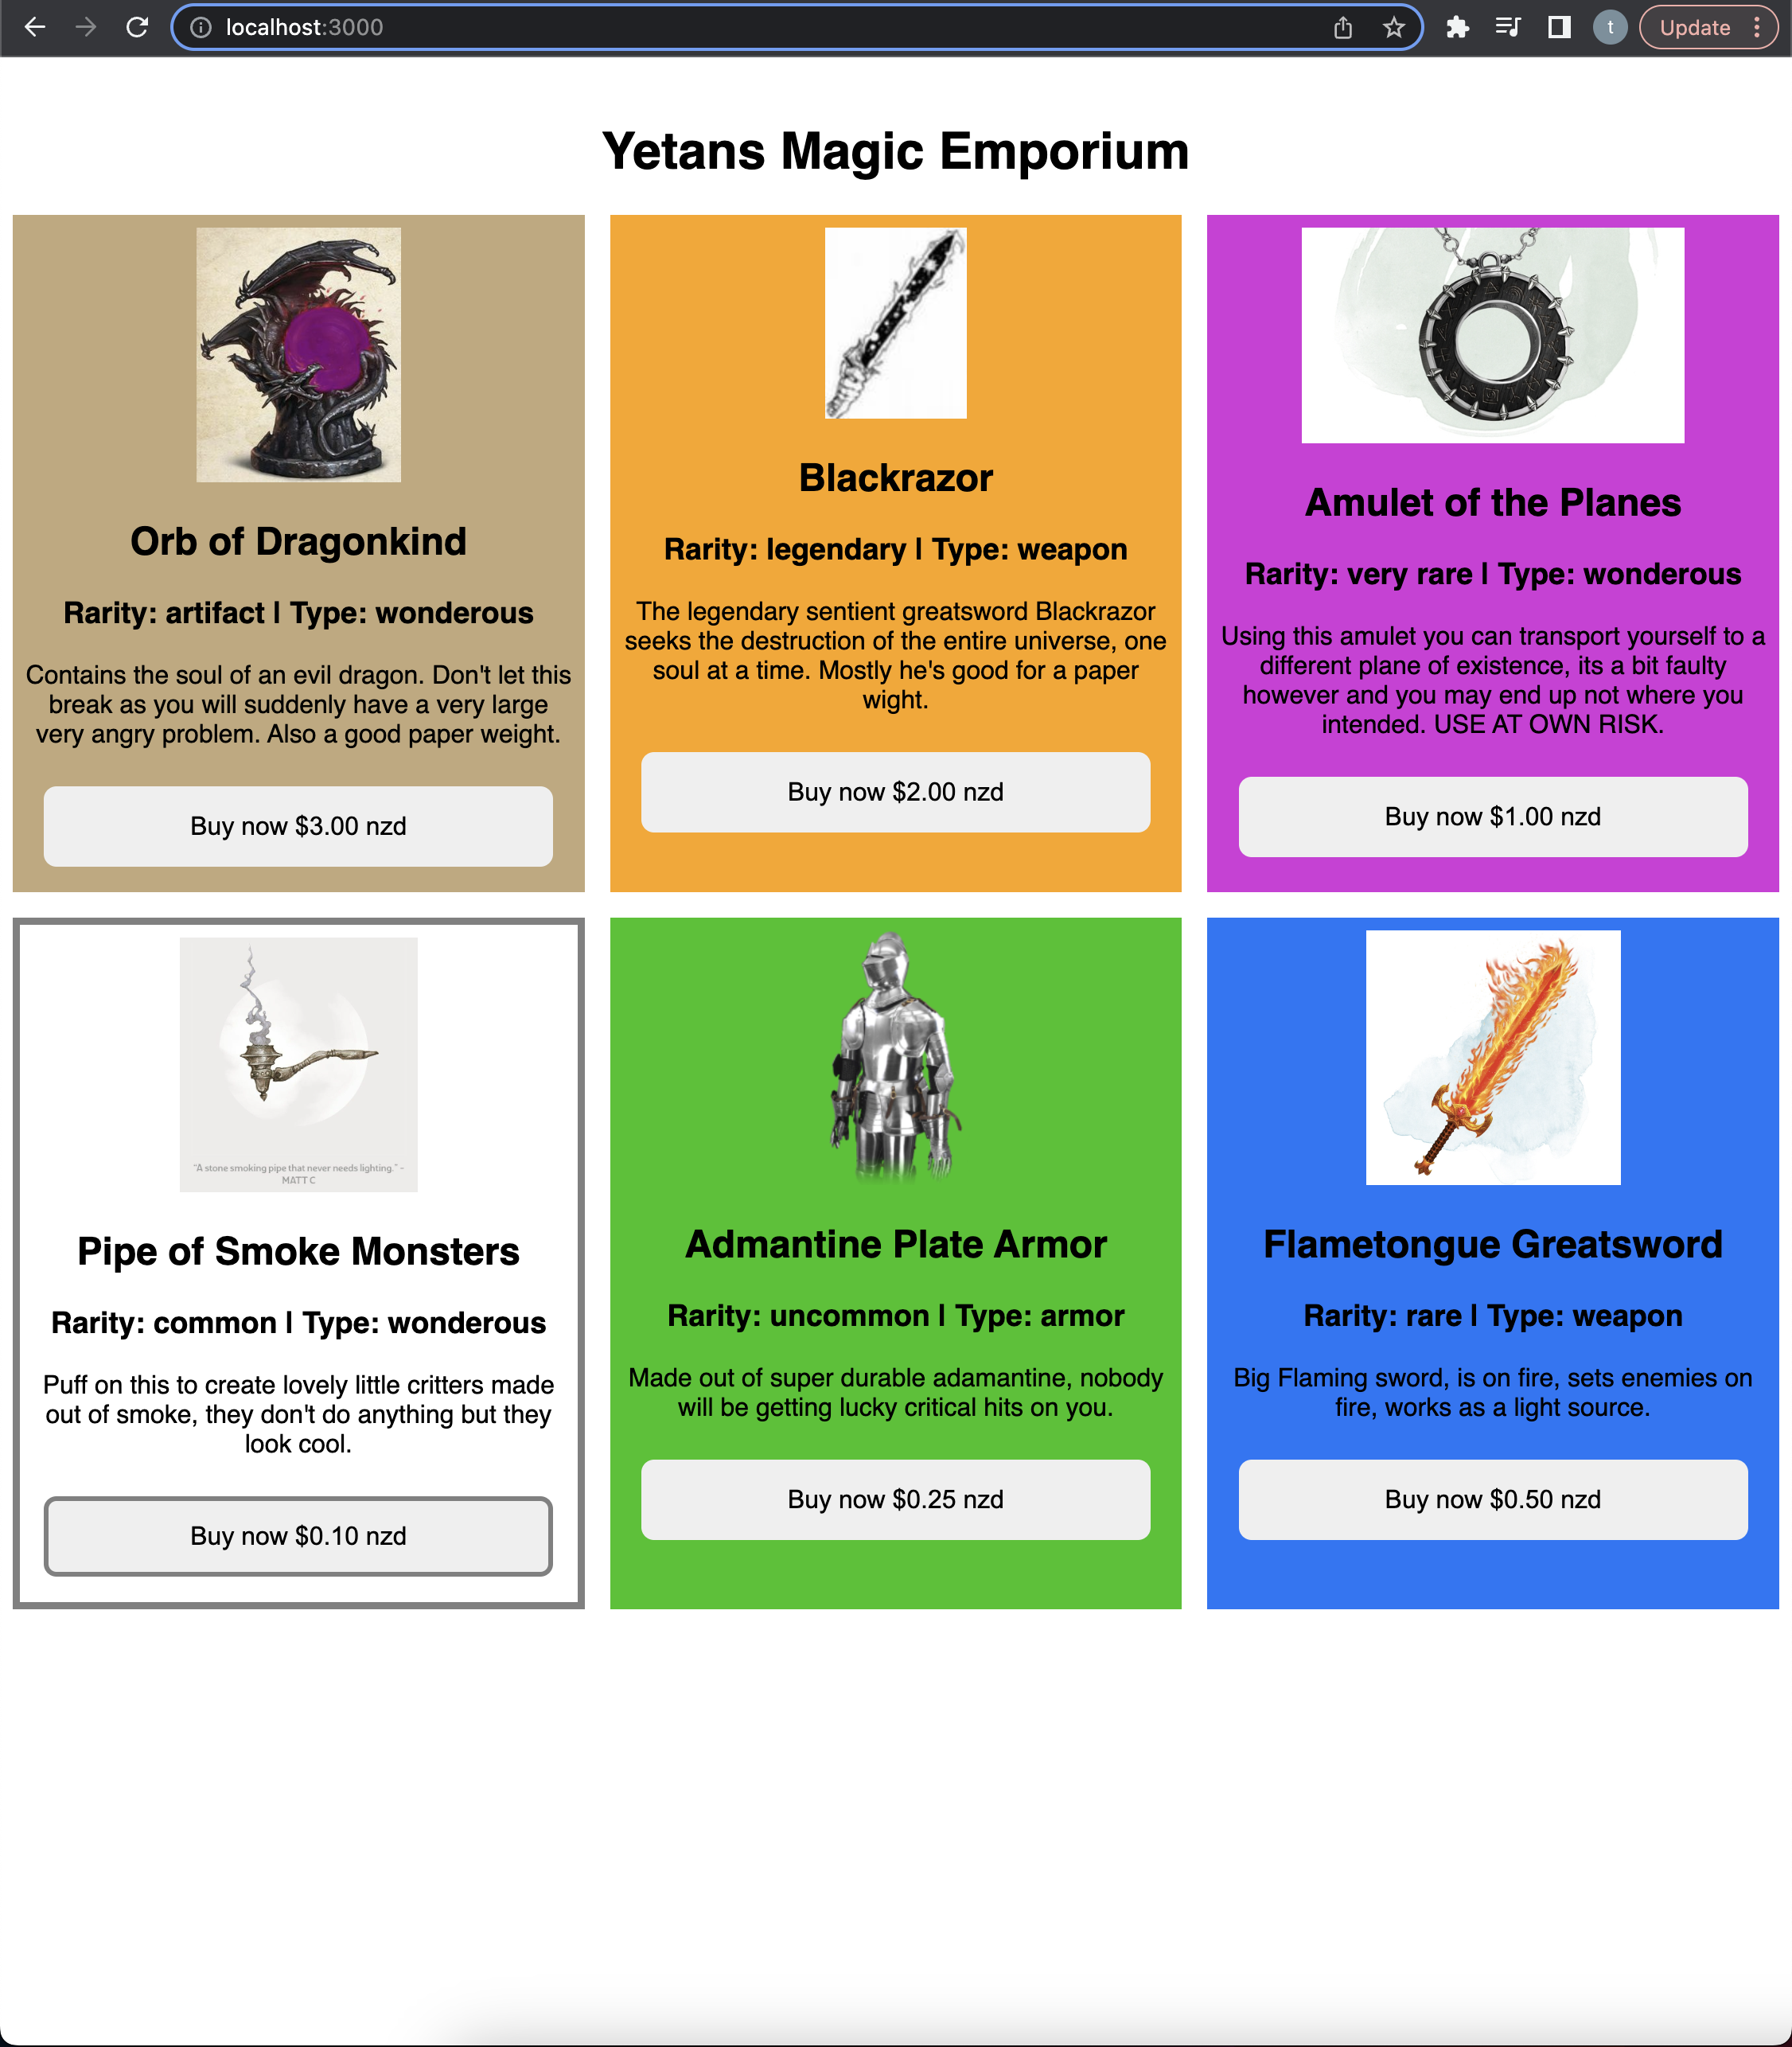 localhost:3000
t
Update
Yetans Magic Emporium
Orb of Dragonkind
Rarity: artifact | Type: wonderous
Contains the soul of an evil dragon. Don't let this
break as you will suddenly have a very large
very angry problem. Also a good paper weight.
Buy now $3.00 nzd
Blackrazor
Rarity: legendary | Type: weapon
The legendary sentient greatsword Blackrazor
seeks the destruction of the entire universe, one
soul at a time. Mostly he's good for a paper
wight.
Buy now $2.00 nzd
Amulet of the Planes
Rarity: very rare | Type: wonderous
Using this amulet you can transport yourself to a
different plane of existence, its a bit faulty
however and you may end up not where you
intended. USE AT OWN RISK.
Buy now $1.00 nzd
"A stone smoking pipe that never needs lighting." -
MATT C
Pipe of Smoke Monsters
Rarity: common | Type: wonderous
Puff on this to create lovely little critters made
out of smoke, they don't do anything but they
look cool.
Buy now $0.10 nzd
Admantine Plate Armor
Rarity: uncommon | Type: armor
Made out of super durable adamantine, nobody
will be getting lucky critical hits on you.
Buy now $0.25 nzd
Flametongue Greatsword
Rarity: rare | Type: weapon
Big Flaming sword, is on fire, sets enemies on
fire, works as a light source.
Buy now $0.50 nzd